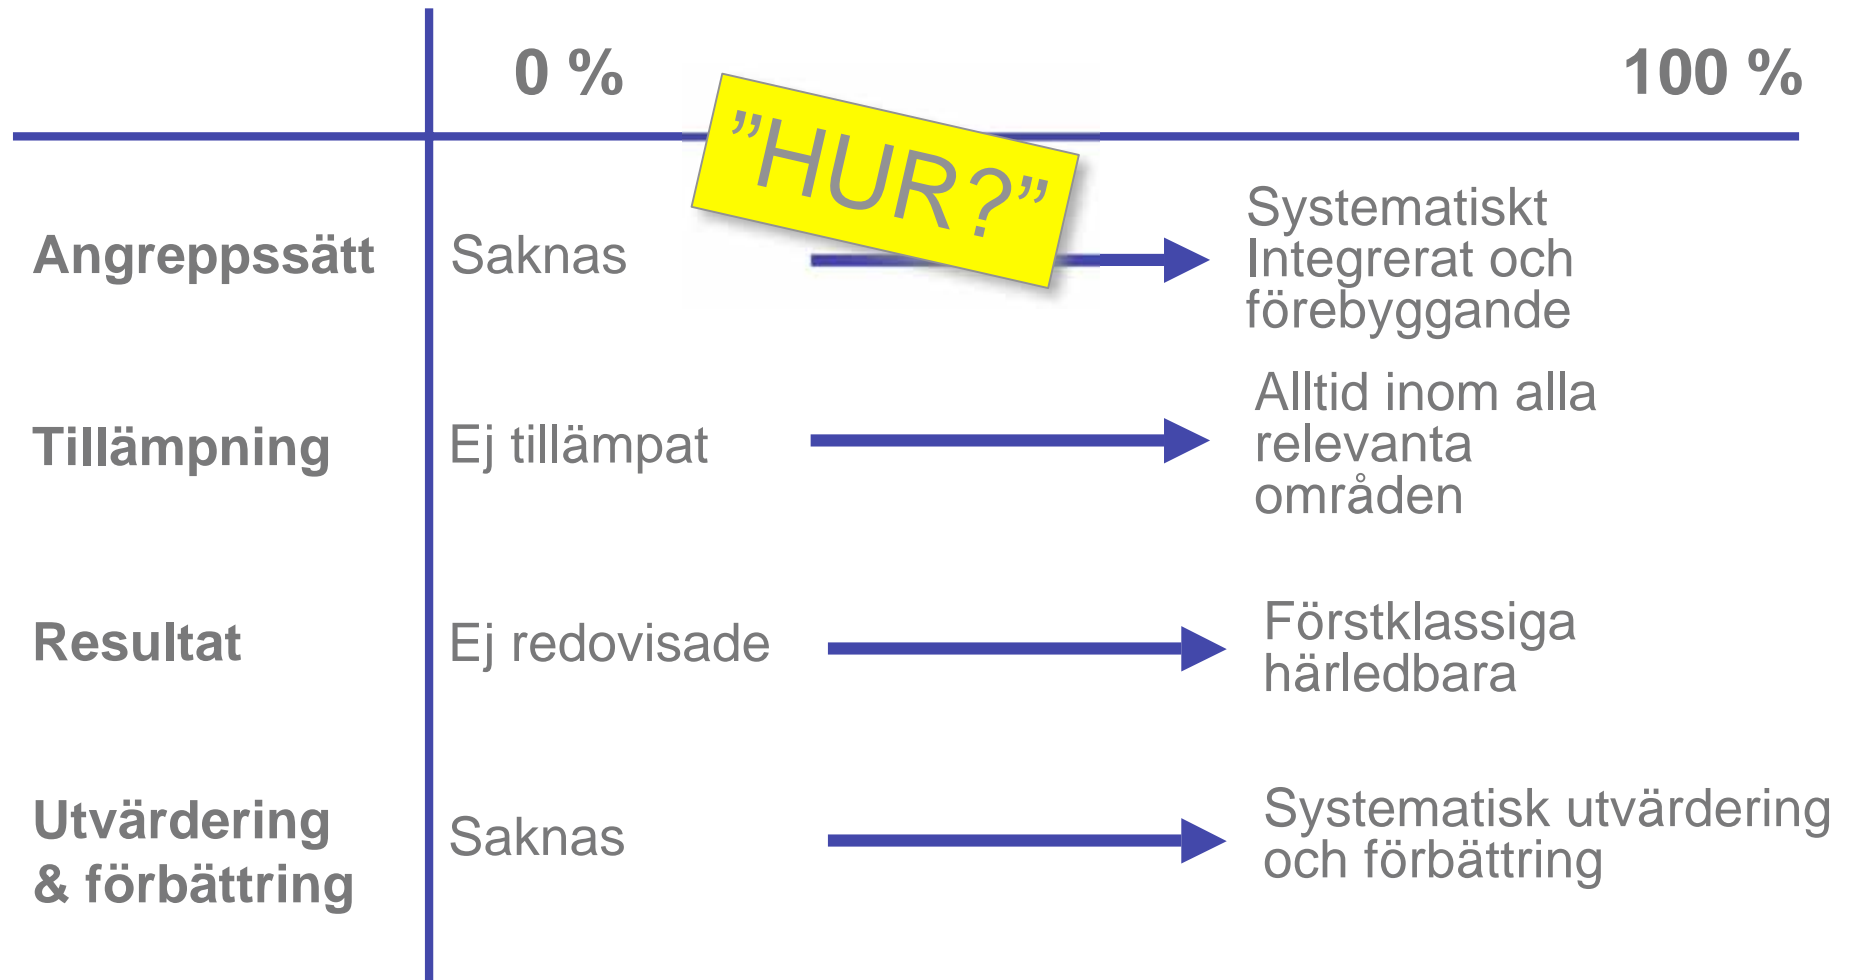 0 %
100 %
”HUR?”
Angreppssätt
Saknas
Systematiskt
Integrerat och
förebyggande
Tillämpning
Ej tillämpat
Alltid inom alla
relevanta
områden
Resultat
Ej redovisade
Förstklassiga
härledbara
Utvärdering
& förbättring
Saknas
Systematisk utvärdering
och förbättring